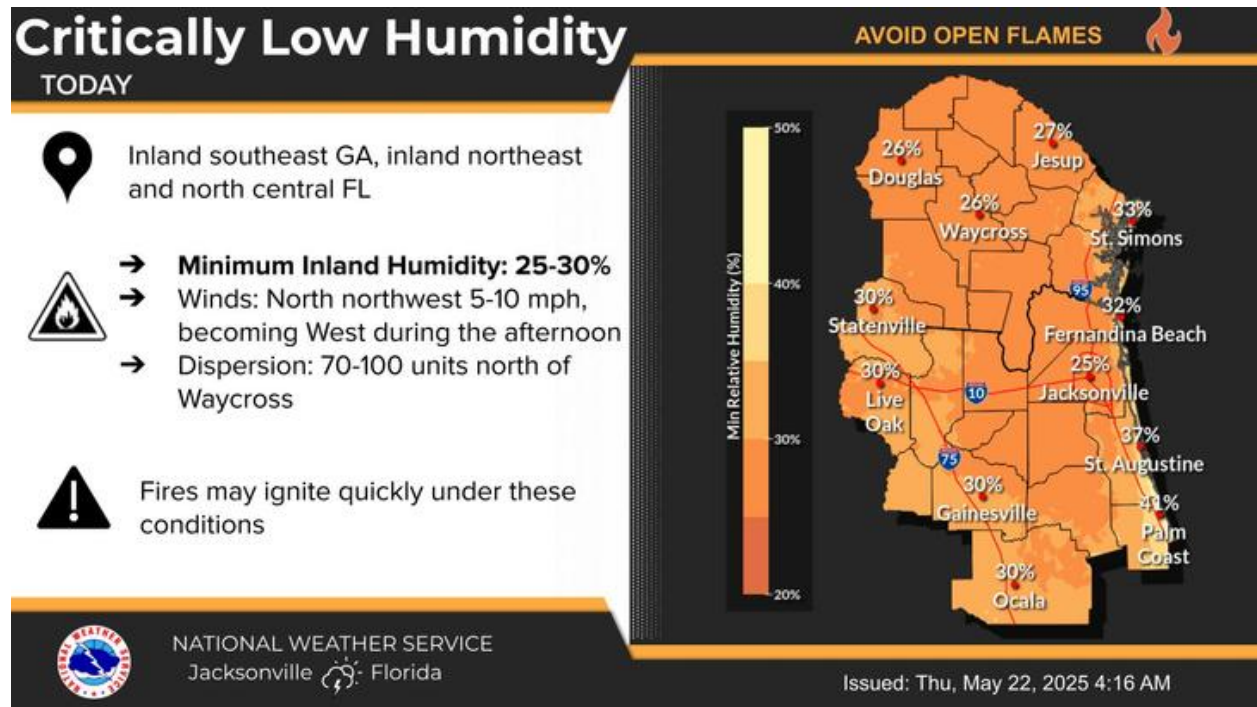 Critically Low Humidity
TODAY
AVOID OPEN FLAMES
Inland southeast GA, inland northeast
and north central FL
➔ Minimum Inland Humidity: 25-30%
➔ Winds: North northwest 5-10 mph,
becoming West during the afternoon
➔ Dispersion: 70-100 units north of
Waycross
Fires may ignite quickly under these
conditions
Min Relative Humidity (%)
50%
40%
30%
20%
26%
Douglas
27%
Jesup
26%
Waycross
33%
St. Simons
95
30%
Statenville
32%
Fernandina Beach
30%
Live
Oak
10
25%
Jacksonville
75
37%
St. Augustine
30%
Gainesville
41%
Palm
Coast
30%
Ocala
NATIONAL WEATHER SERVICE
Jacksonville Florida
NATIONAL WEATHER SERVICE
Issued: Thu, May 22, 2025 4:16 AM